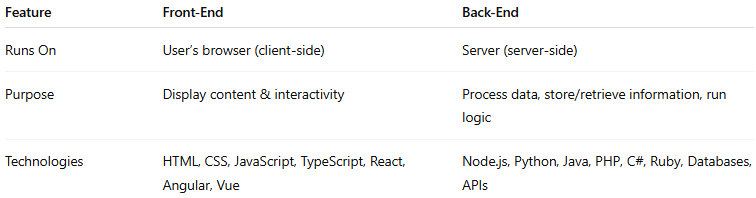 Feature Front-End Back-End
Runs On User's browser (client-side) Server (server-side)
Purpose Display content & interactivity Process data, store/retrieve information, run
logic
Technologies HTML, CSS, JavaScript, TypeScript, React, Node.js, Python, Java, PHP, C#, Ruby, Databases,
Angular, Vue APIs